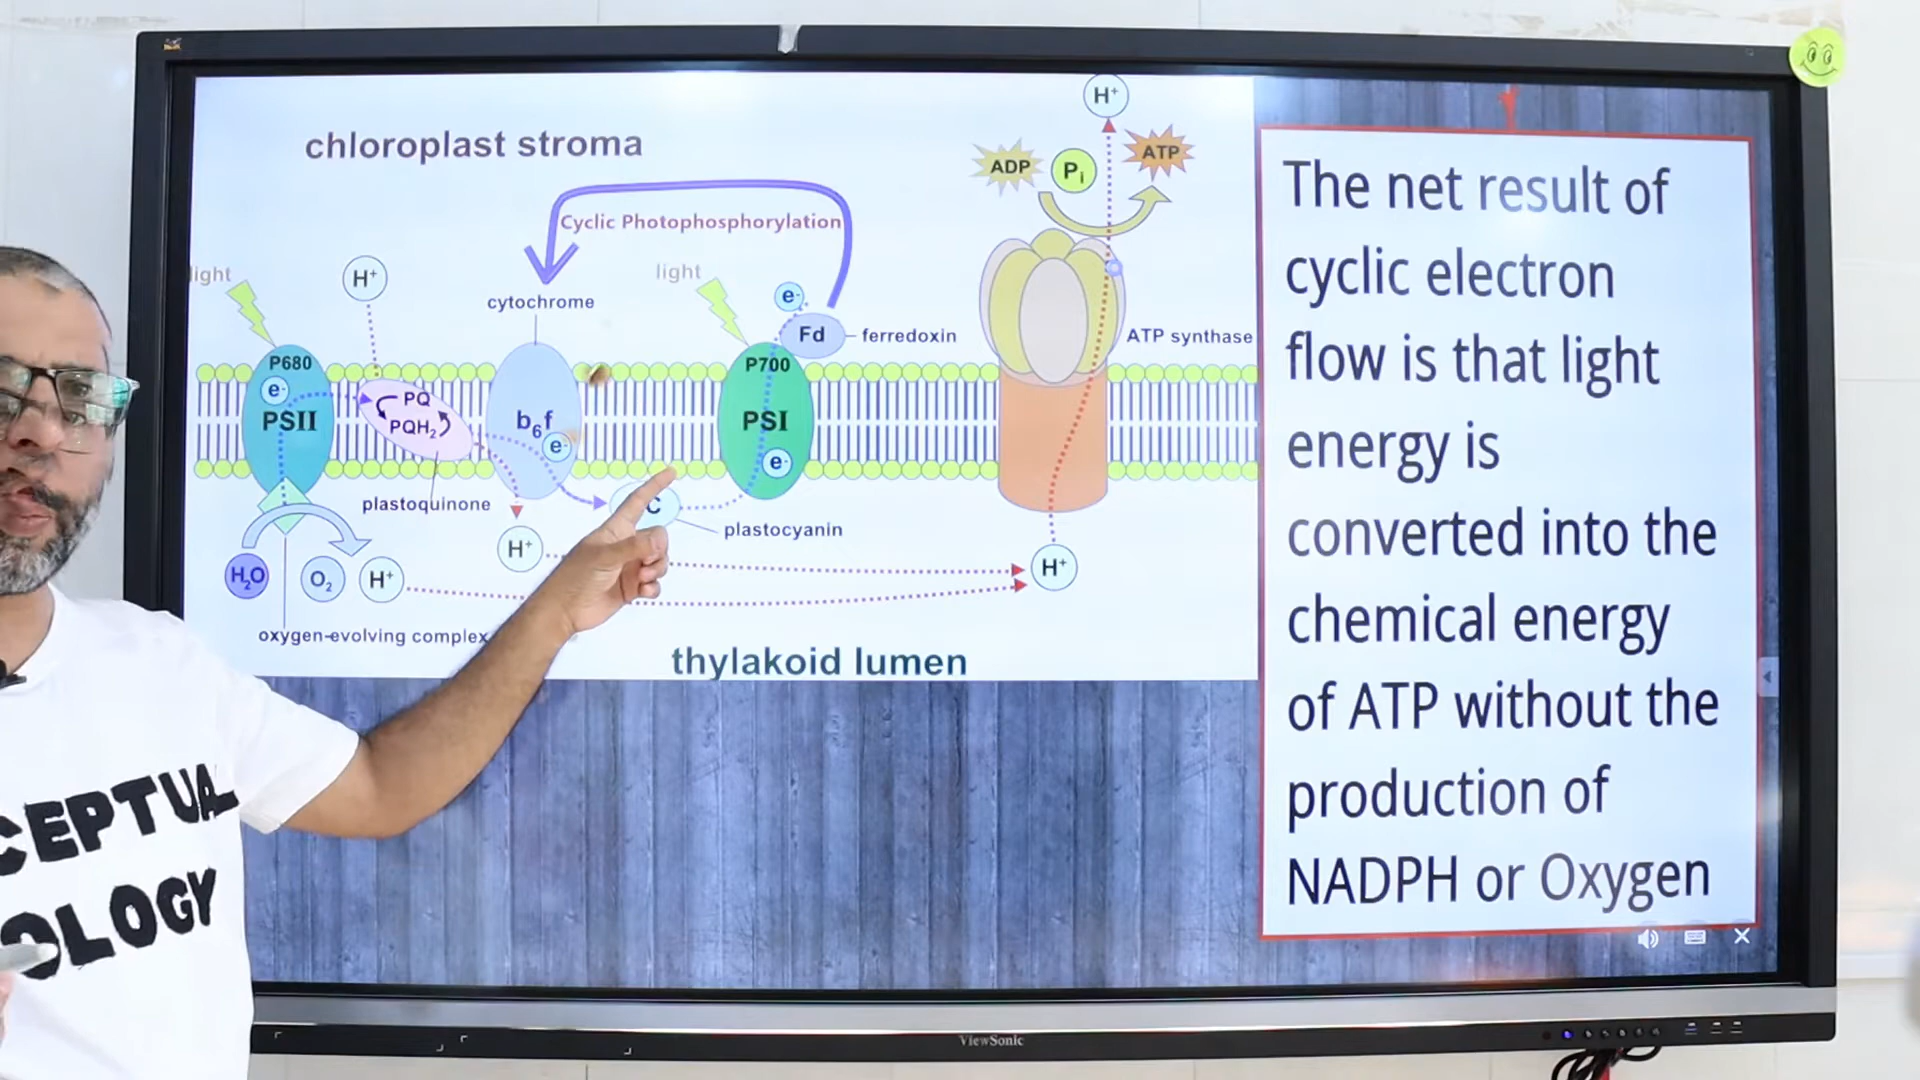 chloroplast stroma
H⁺
ADP
Pᵢ
ATP
Cyclic Photophosphorylation
light
H⁺
light
e⁻
cytochrome
Fd
ferredoxin
ATP synthase
P680
P700
e⁻
PQ
PSII
PQH₂
b₆f
e⁻
PSI
e⁻
plastoquinone
C
plastocyanin
H⁺
H₂O
O₂
H⁺
H⁺
oxygen-evolving complex
thylakoid lumen
The net result of
cyclic electron
flow is that light
energy is
converted into the
chemical energy
of ATP without the
production of
NADPH or Oxygen
CEPTUAL
OLOGY
ViewSonic